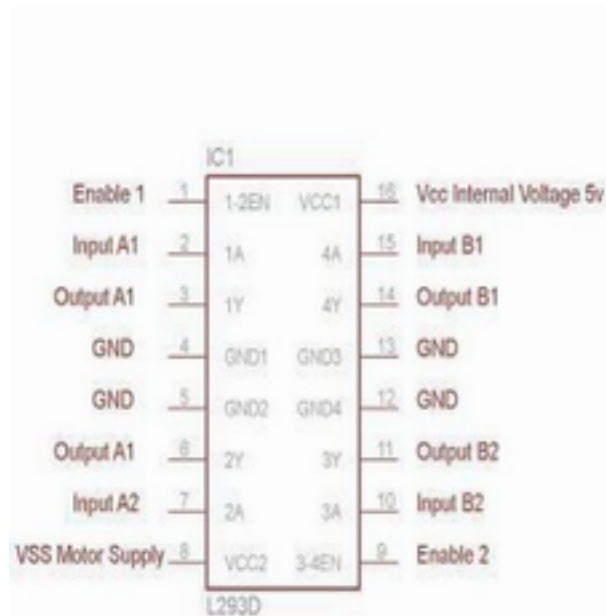 IC1
Enable 1 1 1-2EN VCC1 16 Vcc Internal Voltage 5v
Input A1 2 1A 4A 15 Input B1
Output A1 3 1Y 4Y 14 Output B1
GND 4 GND1 GND3 13 GND
GND 5 GND2 GND4 12 GND
Output A1 6 2Y 3Y 11 Output B2
Input A2 7 2A 3A 10 Input B2
VSS Motor Supply 8 VCC2 3-4EN 9 Enable 2
L293D